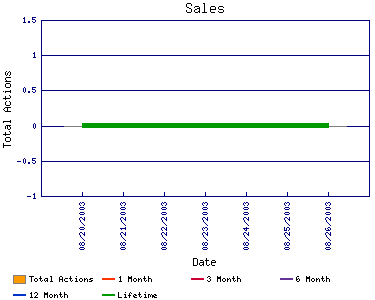 Sales
1.5
1
0.5
0
-0.5
-1
Total Actions
08/20/2003
08/21/2003
08/22/2003
08/23/2003
08/24/2003
08/25/2003
08/26/2003
Date
Total Actions 1 Month 3 Month 6 Month
12 Month Lifetime